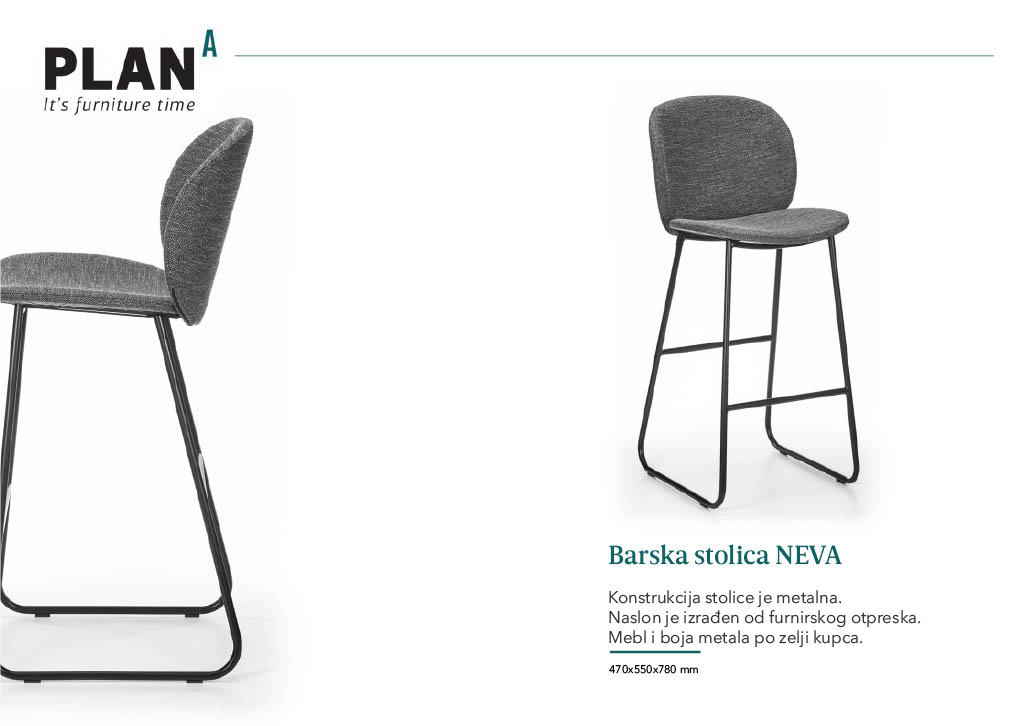 PLAN A
It's furniture time
Barska stolica NEVA
Konstrukcija stolice je metalna.
Naslon je izrađen od furnirskog otpreska.
Mebl i boja metala po zelji kupca.
470x550x780 mm